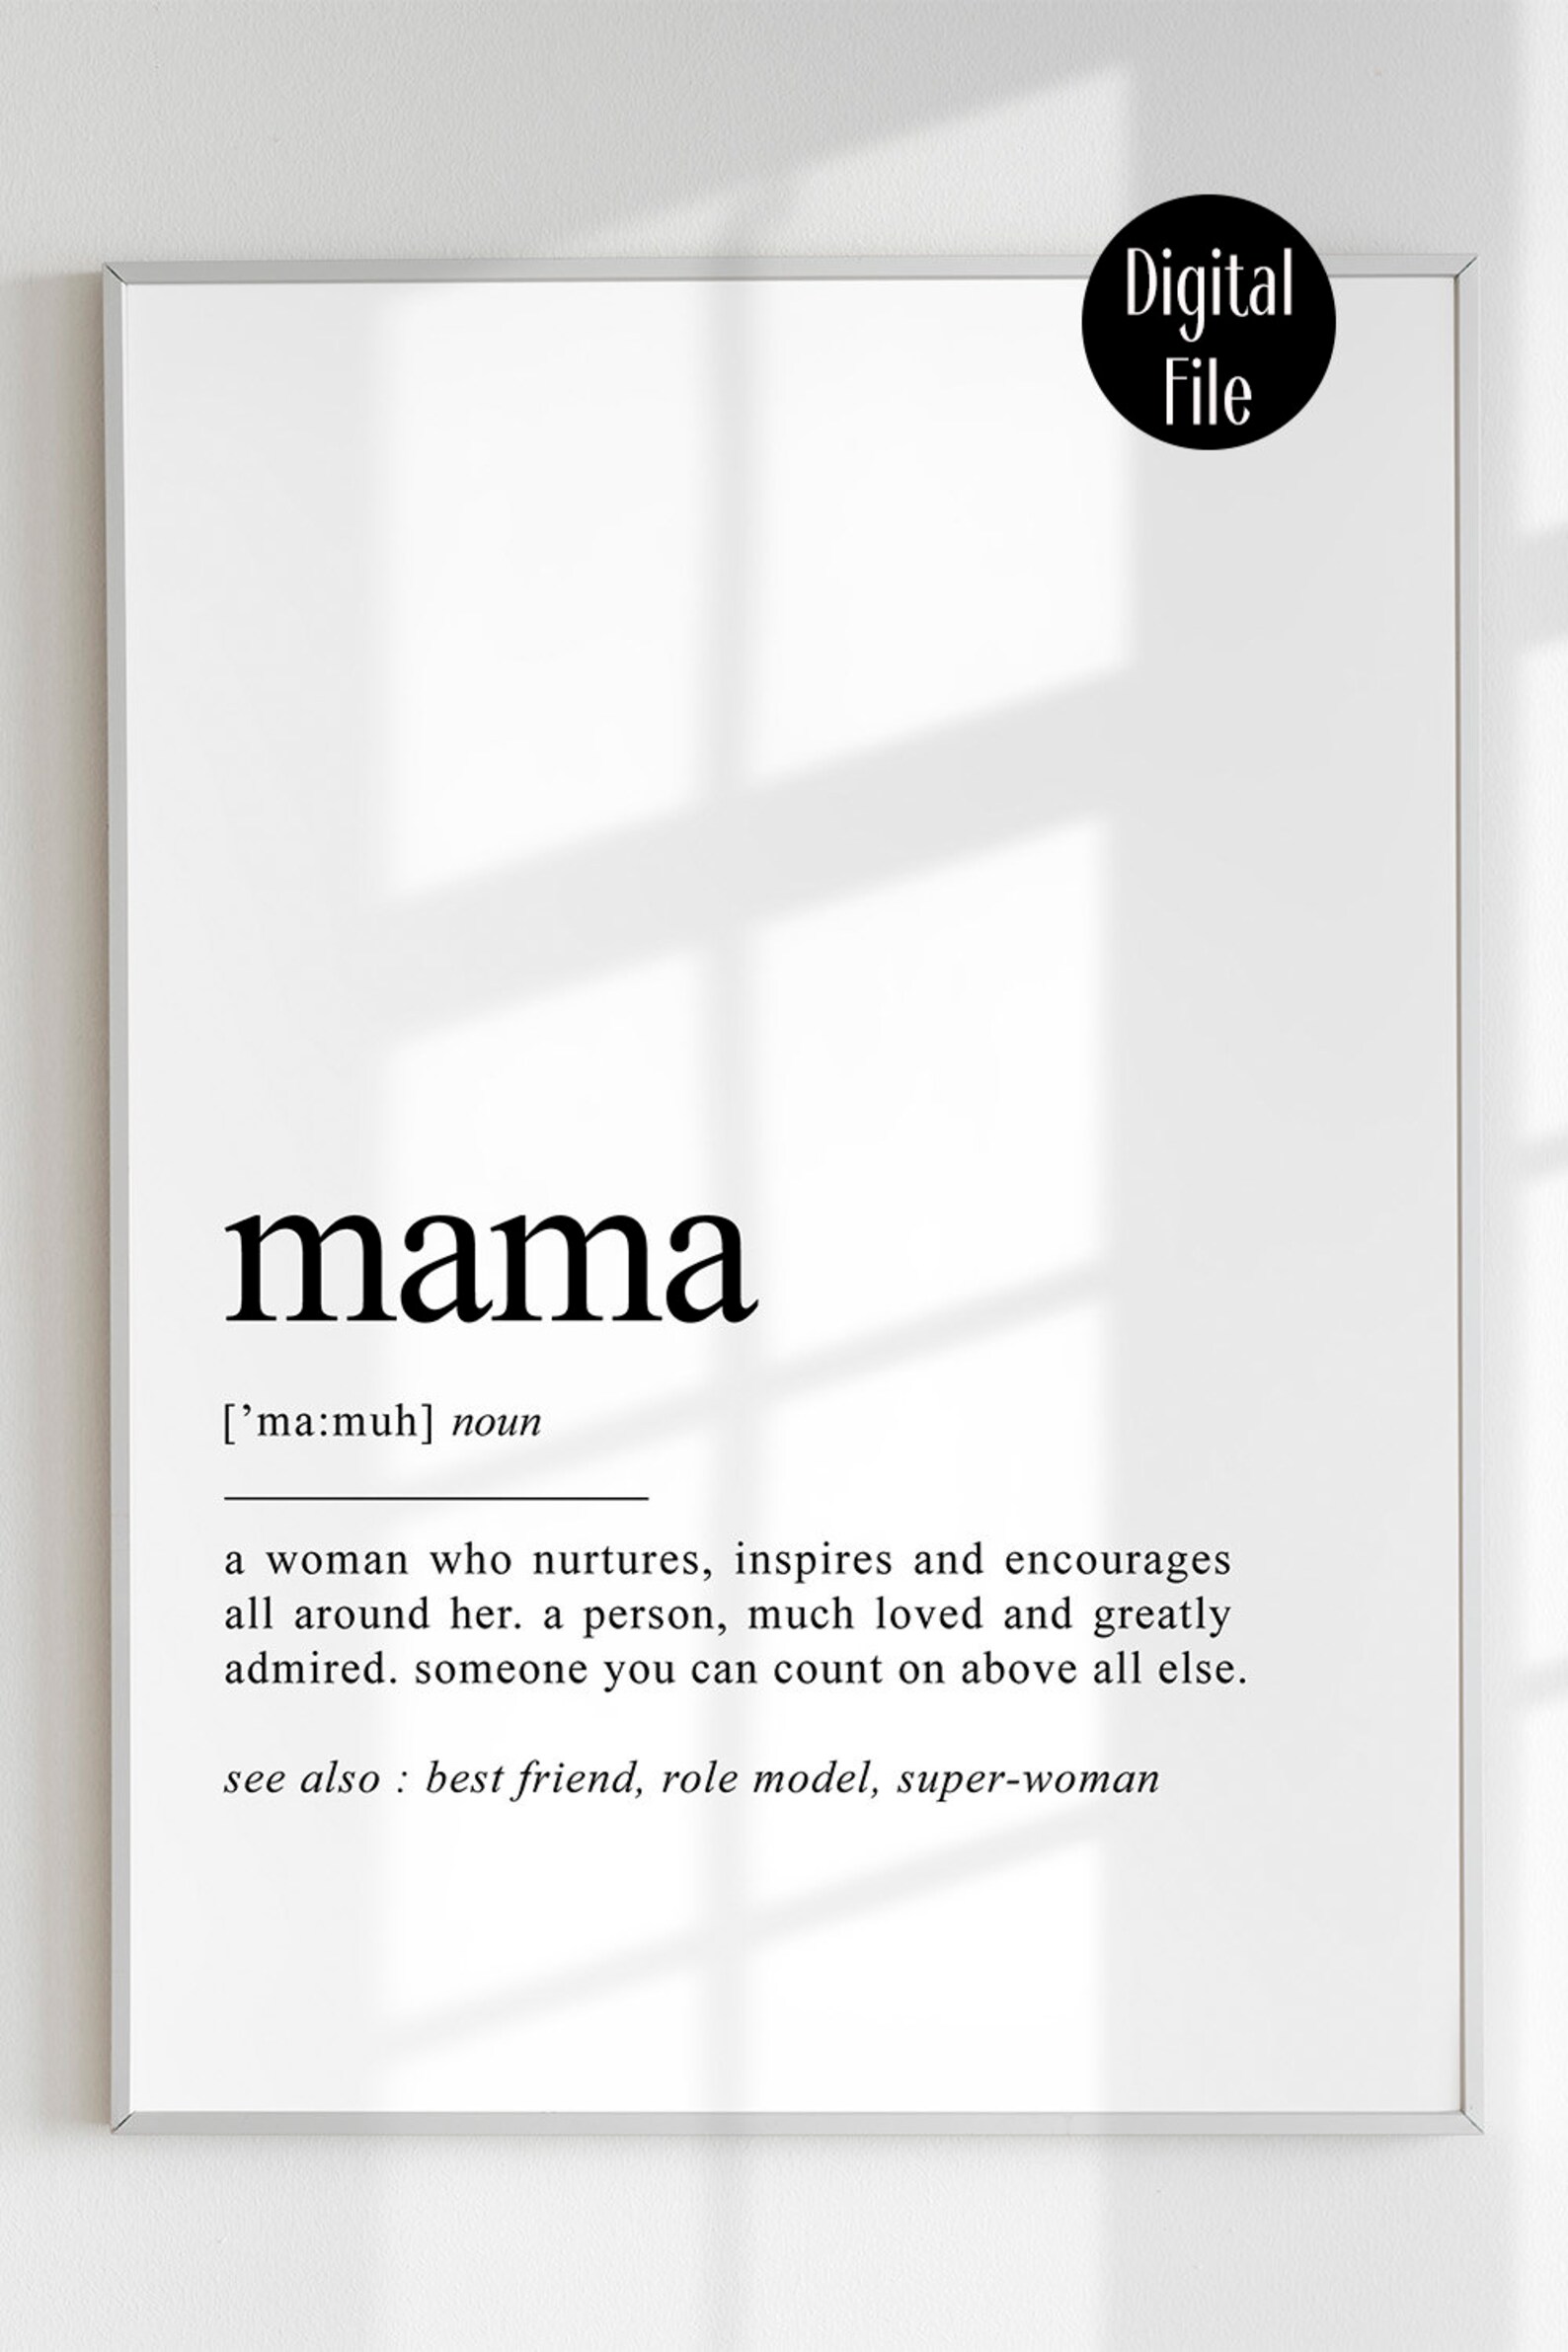 Digital
File
mama
[’ma:muh] noun
a woman who nurtures, inspires and encourages
all around her. a person, much loved and greatly
admired. someone you can count on above all else.
see also : best friend, role model, super-woman